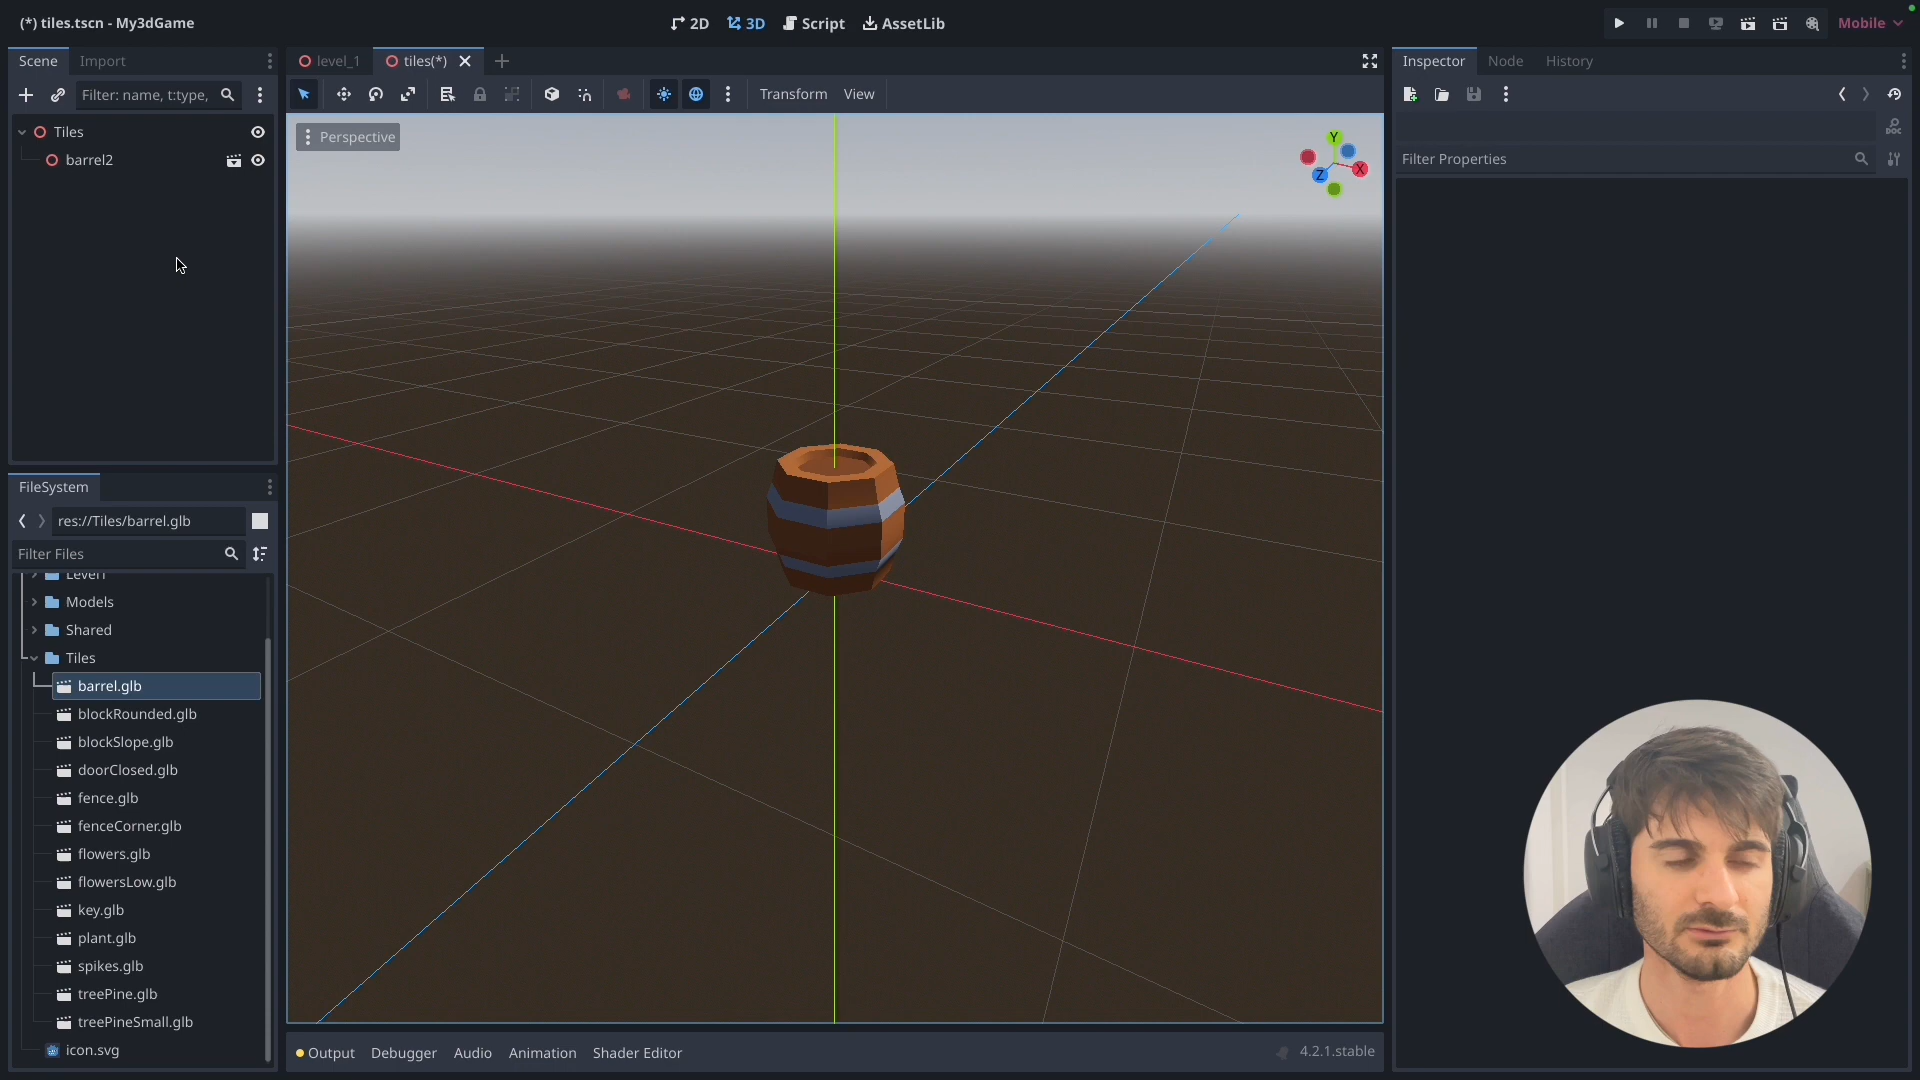 (*) tiles.tscn - My3dGame
2D
3D
Script
AssetLib
Mobile
Scene
Import
Filter: name, t:type,
Tiles
barrel2
level_1
tiles(*)
Transform
View
Perspective
Y
Z
X
Inspector
Node
History
DOC
Filter Properties
FileSystem
res://Tiles/barrel.glb
Filter Files
Level1
Models
Shared
Tiles
barrel.glb
blockRounded.glb
blockSlope.glb
doorClosed.glb
fence.glb
fenceCorner.glb
flowers.glb
flowersLow.glb
key.glb
plant.glb
spikes.glb
treePine.glb
treePineSmall.glb
icon.svg
Output
Debugger
Audio
Animation
Shader Editor
4.2.1.stable